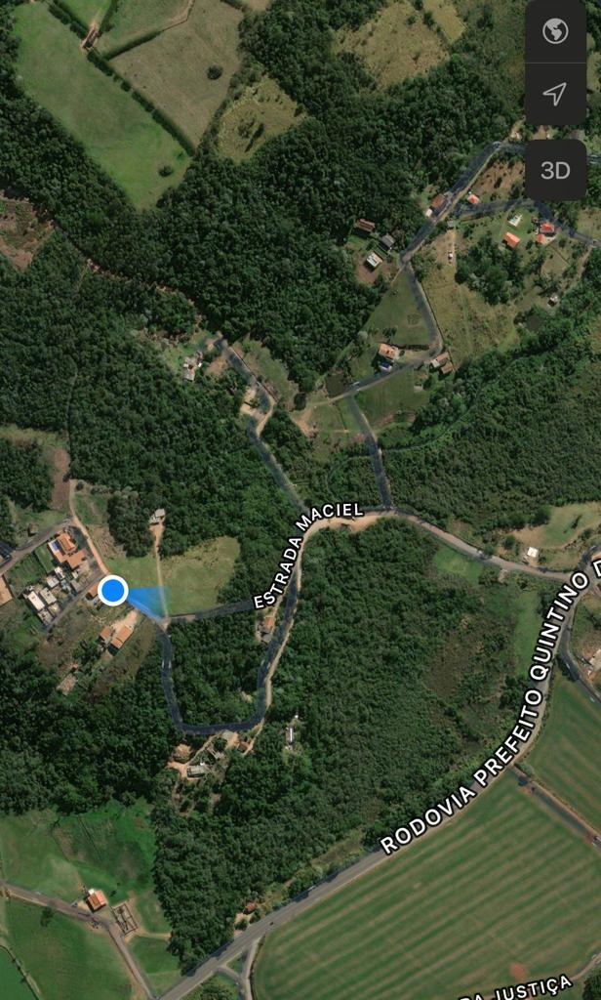 3D
ESTRADA MACIEL
RODOVIA PREFEITO QUINTINO
JUSTIÇA